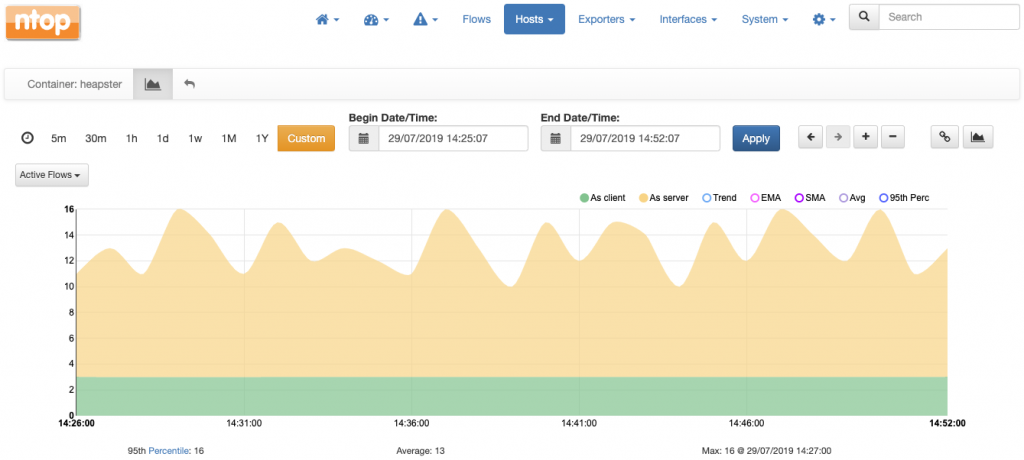 ntop
Flows Hosts Exporters Interfaces System Search
Container: heapster
Begin Date/Time: End Date/Time:
5m 30m 1h 1d 1w 1M 1Y Custom 29/07/2019 14:25:07 29/07/2019 14:52:07 Apply
Active Flows
As client As server Trend EMA SMA Avg 95th Perc
16
14
12
10
8
6
4
2
0
14:26:00 14:31:00 14:36:00 14:41:00 14:46:00 14:52:00
95th Percentile: 16 Average: 13 Max: 16 @ 29/07/2019 14:27:00